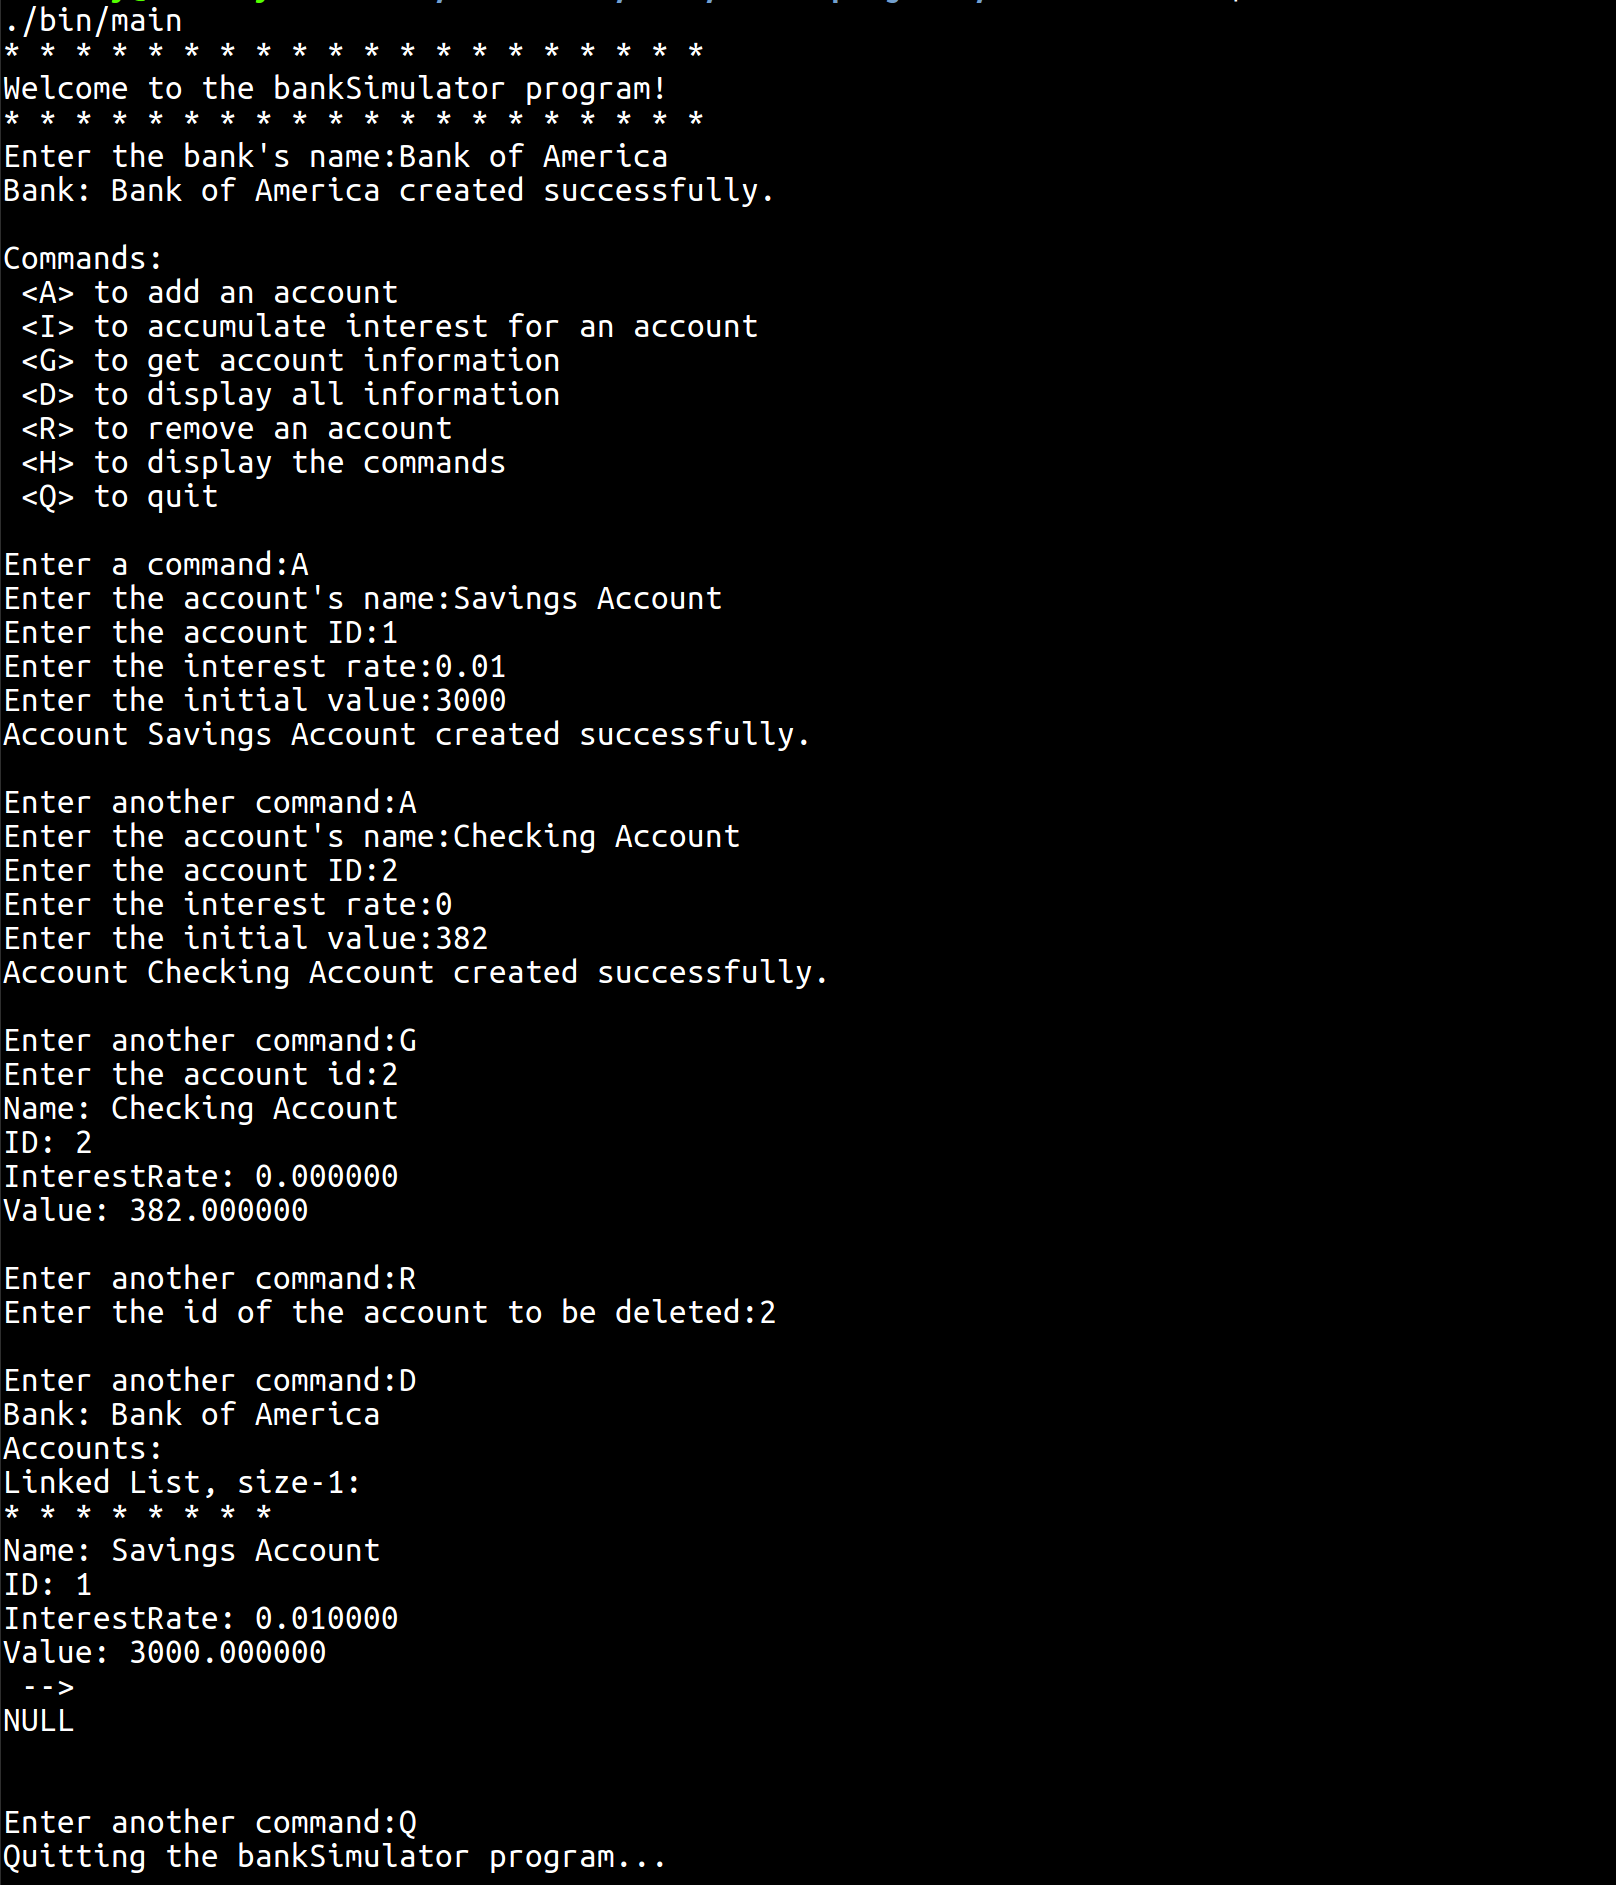 ./bin/main
* * * * * * * * * * * * * * * * * * * *
Welcome to the bankSimulator program!
* * * * * * * * * * * * * * * * * * * *
Enter the bank's name:Bank of America
Bank: Bank of America created successfully.
Commands:
<A> to add an account
<I> to accumulate interest for an account
<G> to get account information
<D> to display all information
<R> to remove an account
<H> to display the commands
<Q> to quit
Enter a command:A
Enter the account's name:Savings Account
Enter the account ID:1
Enter the interest rate:0.01
Enter the initial value:3000
Account Savings Account created successfully.
Enter another command:A
Enter the account's name:Checking Account
Enter the account ID:2
Enter the interest rate:0
Enter the initial value:382
Account Checking Account created successfully.
Enter another command:G
Enter the account id:2
Name: Checking Account
ID: 2
InterestRate: 0.000000
Value: 382.000000
Enter another command:R
Enter the id of the account to be deleted:2
Enter another command:D
Bank: Bank of America
Accounts:
Linked List, size-1:
* * * * * * * *
Name: Savings Account
ID: 1
InterestRate: 0.010000
Value: 3000.000000
-->
NULL
Enter another command:Q
Quitting the bankSimulator program...